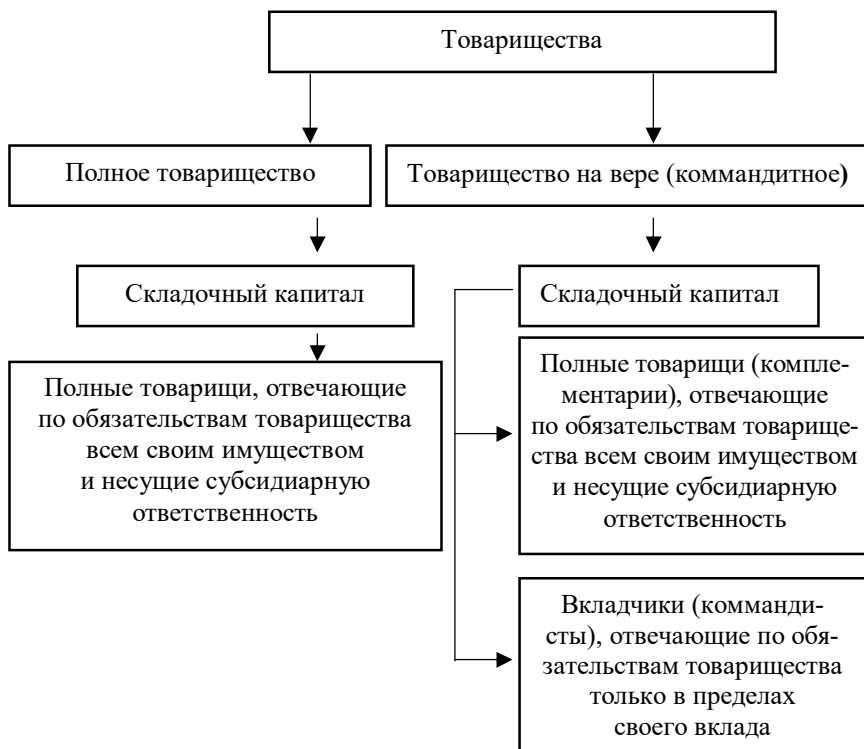 Товарищества
Полное товарищество
Товарищество на вере (коммандитное)
Складочный капитал
Складочный капитал
Полные товарищи, отвечающие
по обязательствам товарищества
всем своим имуществом
и несущие субсидиарную
ответственность
Полные товарищи (компле-
ментарии), отвечающие
по обязательствам товарище-
ства всем своим имуществом
и несущие субсидиарную
ответственность
Вкладчики (комманди-
сты), отвечающие по обя-
зательствам товарищества
только в пределах
своего вклада